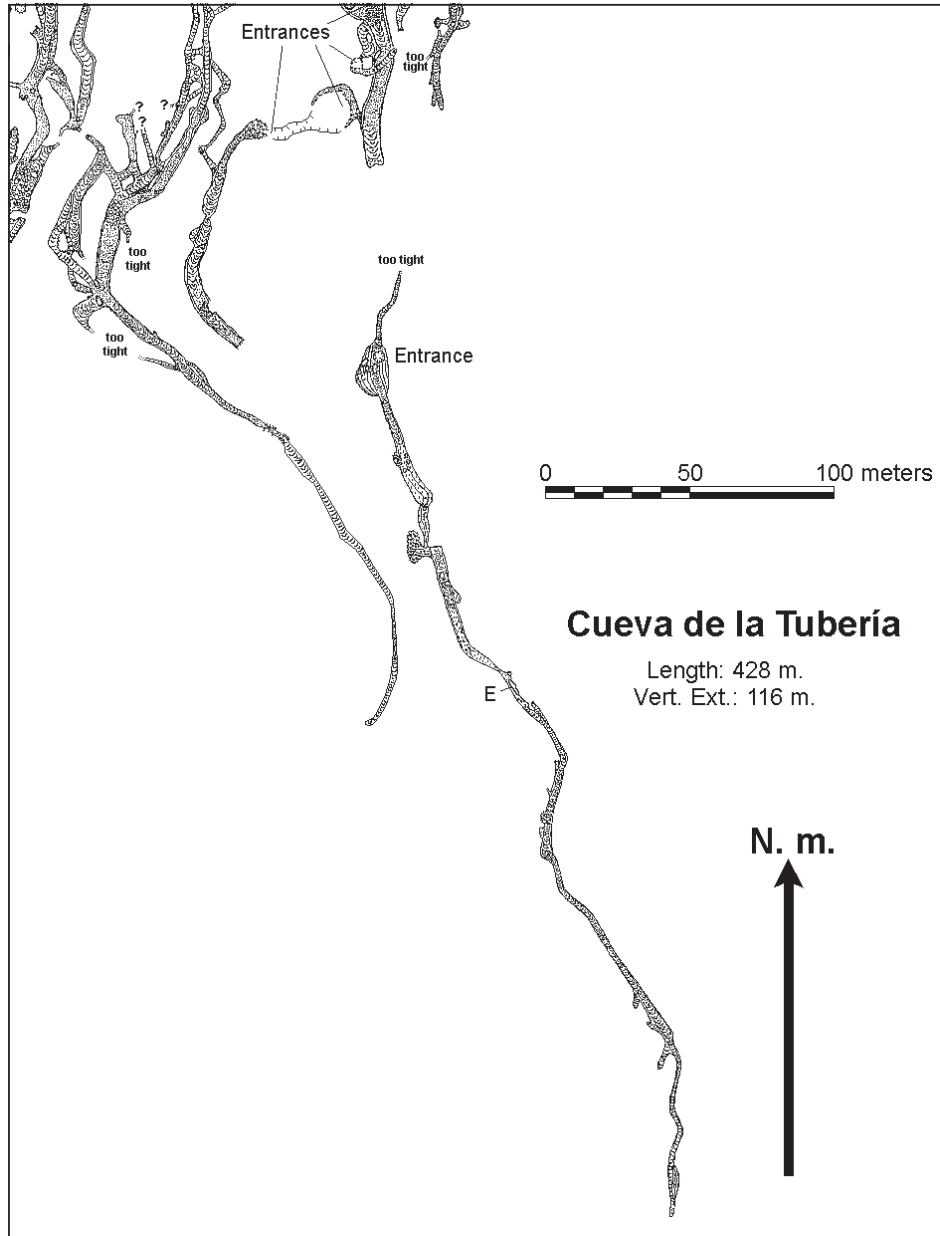 Entrances
too
tight
?
?
?
too
tight
too tight
too
tight
Entrance
0 50 100 meters
Cueva de la Tubería
Length: 428 m.
Vert. Ext.: 116 m.
E
N. m.